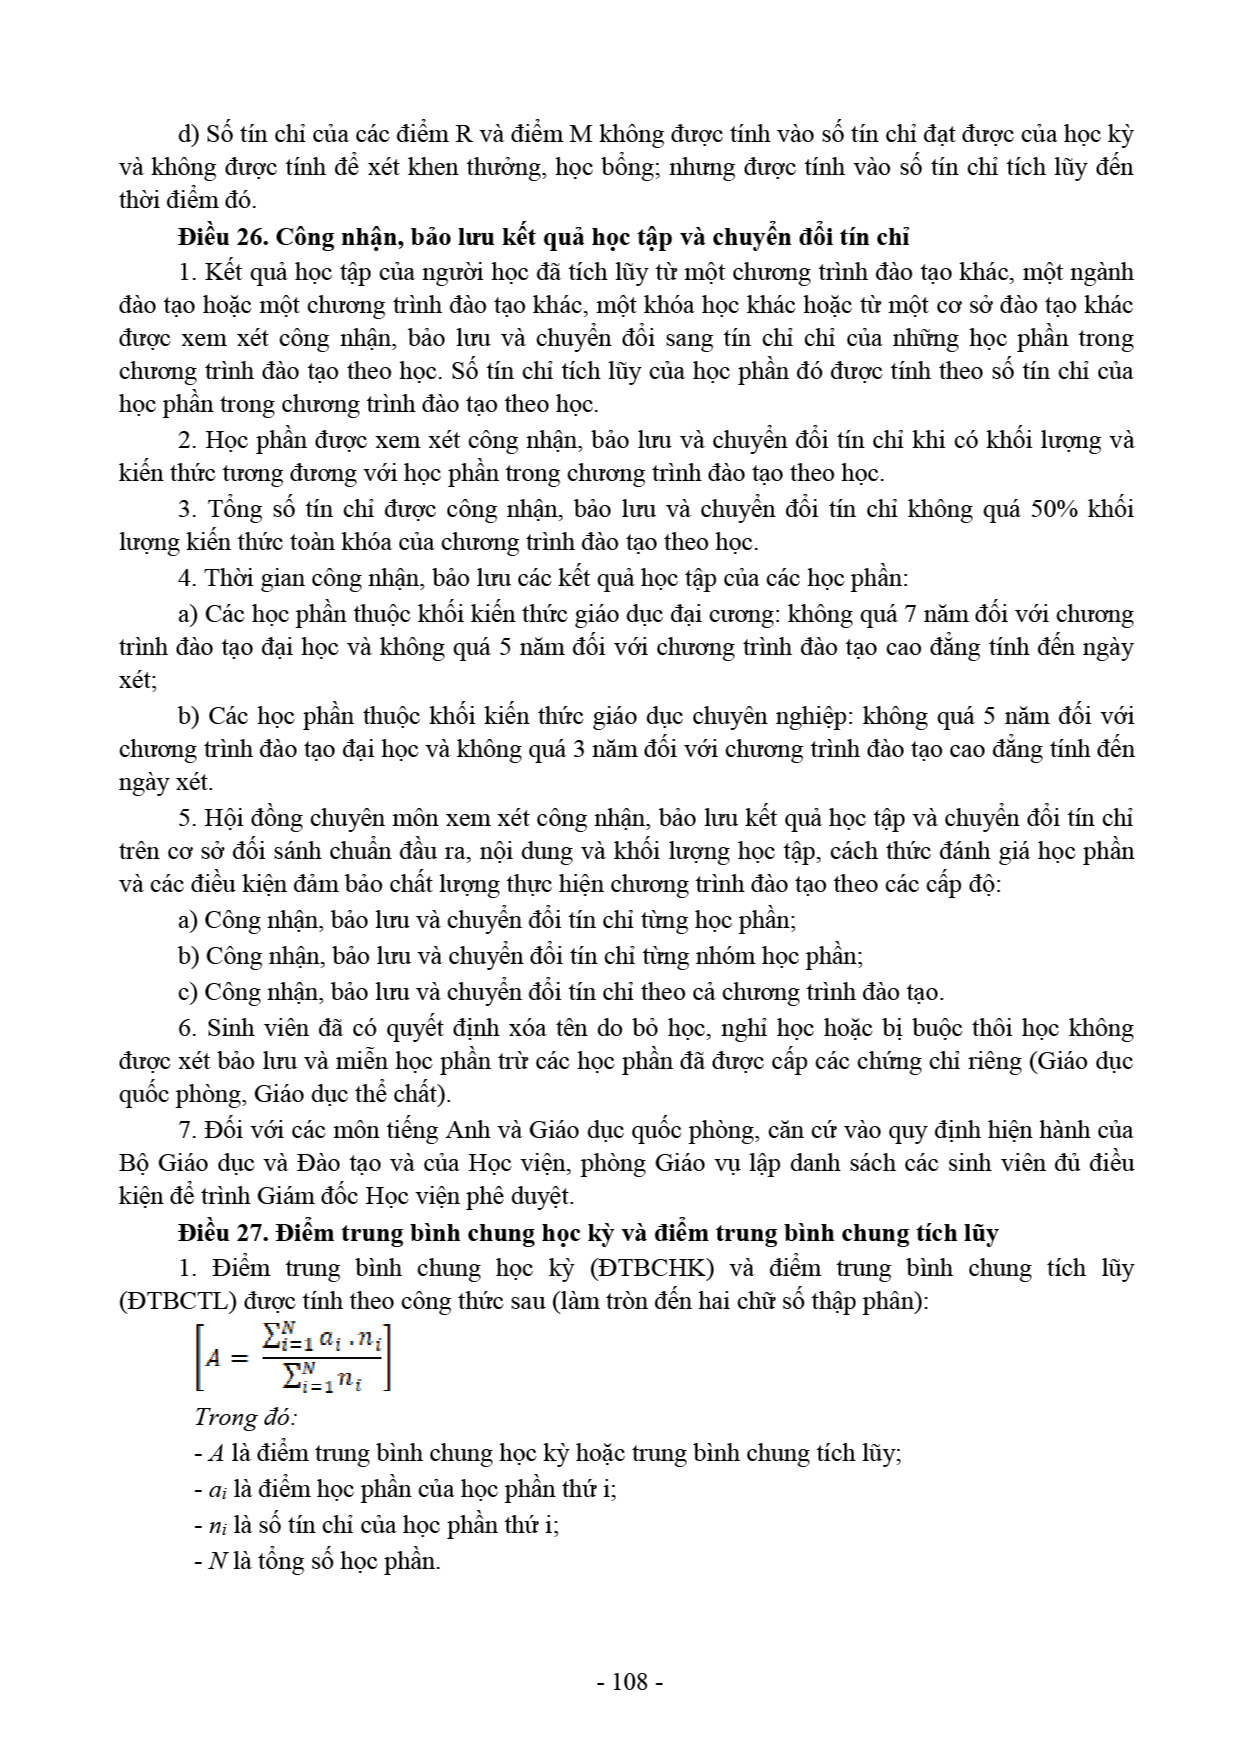 d) Số tín chỉ của các điểm R và điểm M không được tính vào số tín chỉ đạt được của học kỳ
và không được tính để xét khen thưởng, học bổng; nhưng được tính vào số tín chỉ tích lũy đến
thời điểm đó.
Điều 26. Công nhận, bảo lưu kết quả học tập và chuyển đổi tín chỉ
1. Kết quả học tập của người học đã tích lũy từ một chương trình đào tạo khác, một ngành
đào tạo hoặc một chương trình đào tạo khác, một khóa học khác hoặc từ một cơ sở đào tạo khác
được xem xét công nhận, bảo lưu và chuyển đổi sang tín chỉ chỉ của những học phần trong
chương trình đào tạo theo học. Số tín chỉ tích lũy của học phần đó được tính theo số tín chỉ của
học phần trong chương trình đào tạo theo học.
2. Học phần được xem xét công nhận, bảo lưu và chuyển đổi tín chỉ khi có khối lượng và
kiến thức tương đương với học phần trong chương trình đào tạo theo học.
3. Tổng số tín chỉ được công nhận, bảo lưu và chuyển đổi tín chỉ không quá 50% khối
lượng kiến thức toàn khóa của chương trình đào tạo theo học.
4. Thời gian công nhận, bảo lưu các kết quả học tập của các học phần:
a) Các học phần thuộc khối kiến thức giáo dục đại cương: không quá 7 năm đối với chương
trình đào tạo đại học và không quá 5 năm đối với chương trình đào tạo cao đẳng tính đến ngày
xét;
b) Các học phần thuộc khối kiến thức giáo dục chuyên nghiệp: không quá 5 năm đối với
chương trình đào tạo đại học và không quá 3 năm đối với chương trình đào tạo cao đẳng tính đến
ngày xét.
5. Hội đồng chuyên môn xem xét công nhận, bảo lưu kết quả học tập và chuyển đổi tín chỉ
trên cơ sở đối sánh chuẩn đầu ra, nội dung và khối lượng học tập, cách thức đánh giá học phần
và các điều kiện đảm bảo chất lượng thực hiện chương trình đào tạo theo các cấp độ:
a) Công nhận, bảo lưu và chuyển đổi tín chỉ từng học phần;
b) Công nhận, bảo lưu và chuyển đổi tín chỉ từng nhóm học phần;
c) Công nhận, bảo lưu và chuyển đổi tín chỉ theo cả chương trình đào tạo.
6. Sinh viên đã có quyết định xóa tên do bỏ học, nghỉ học hoặc bị buộc thôi học không
được xét bảo lưu và miễn học phần trừ các học phần đã được cấp các chứng chỉ riêng (Giáo dục
quốc phòng, Giáo dục thể chất).
7. Đối với các môn tiếng Anh và Giáo dục quốc phòng, căn cứ vào quy định hiện hành của
Bộ Giáo dục và Đào tạo và của Học viện, phòng Giáo vụ lập danh sách các sinh viên đủ điều
kiện để trình Giám đốc Học viện phê duyệt.
Điều 27. Điểm trung bình chung học kỳ và điểm trung bình chung tích lũy
1. Điểm trung bình chung học kỳ (ĐTBCHK) và điểm trung bình chung tích lũy
(ĐTBCTL) được tính theo công thức sau (làm tròn đến hai chữ số thập phân):
[A = \frac{\sum_{i=1}^{N} a_i . n_i}{\sum_{i=1}^{N} n_i}]
Trong đó:
- A là điểm trung bình chung học kỳ hoặc trung bình chung tích lũy;
- a_i là điểm học phần của học phần thứ i;
- n_i là số tín chỉ của học phần thứ i;
- N là tổng số học phần.
- 108 -